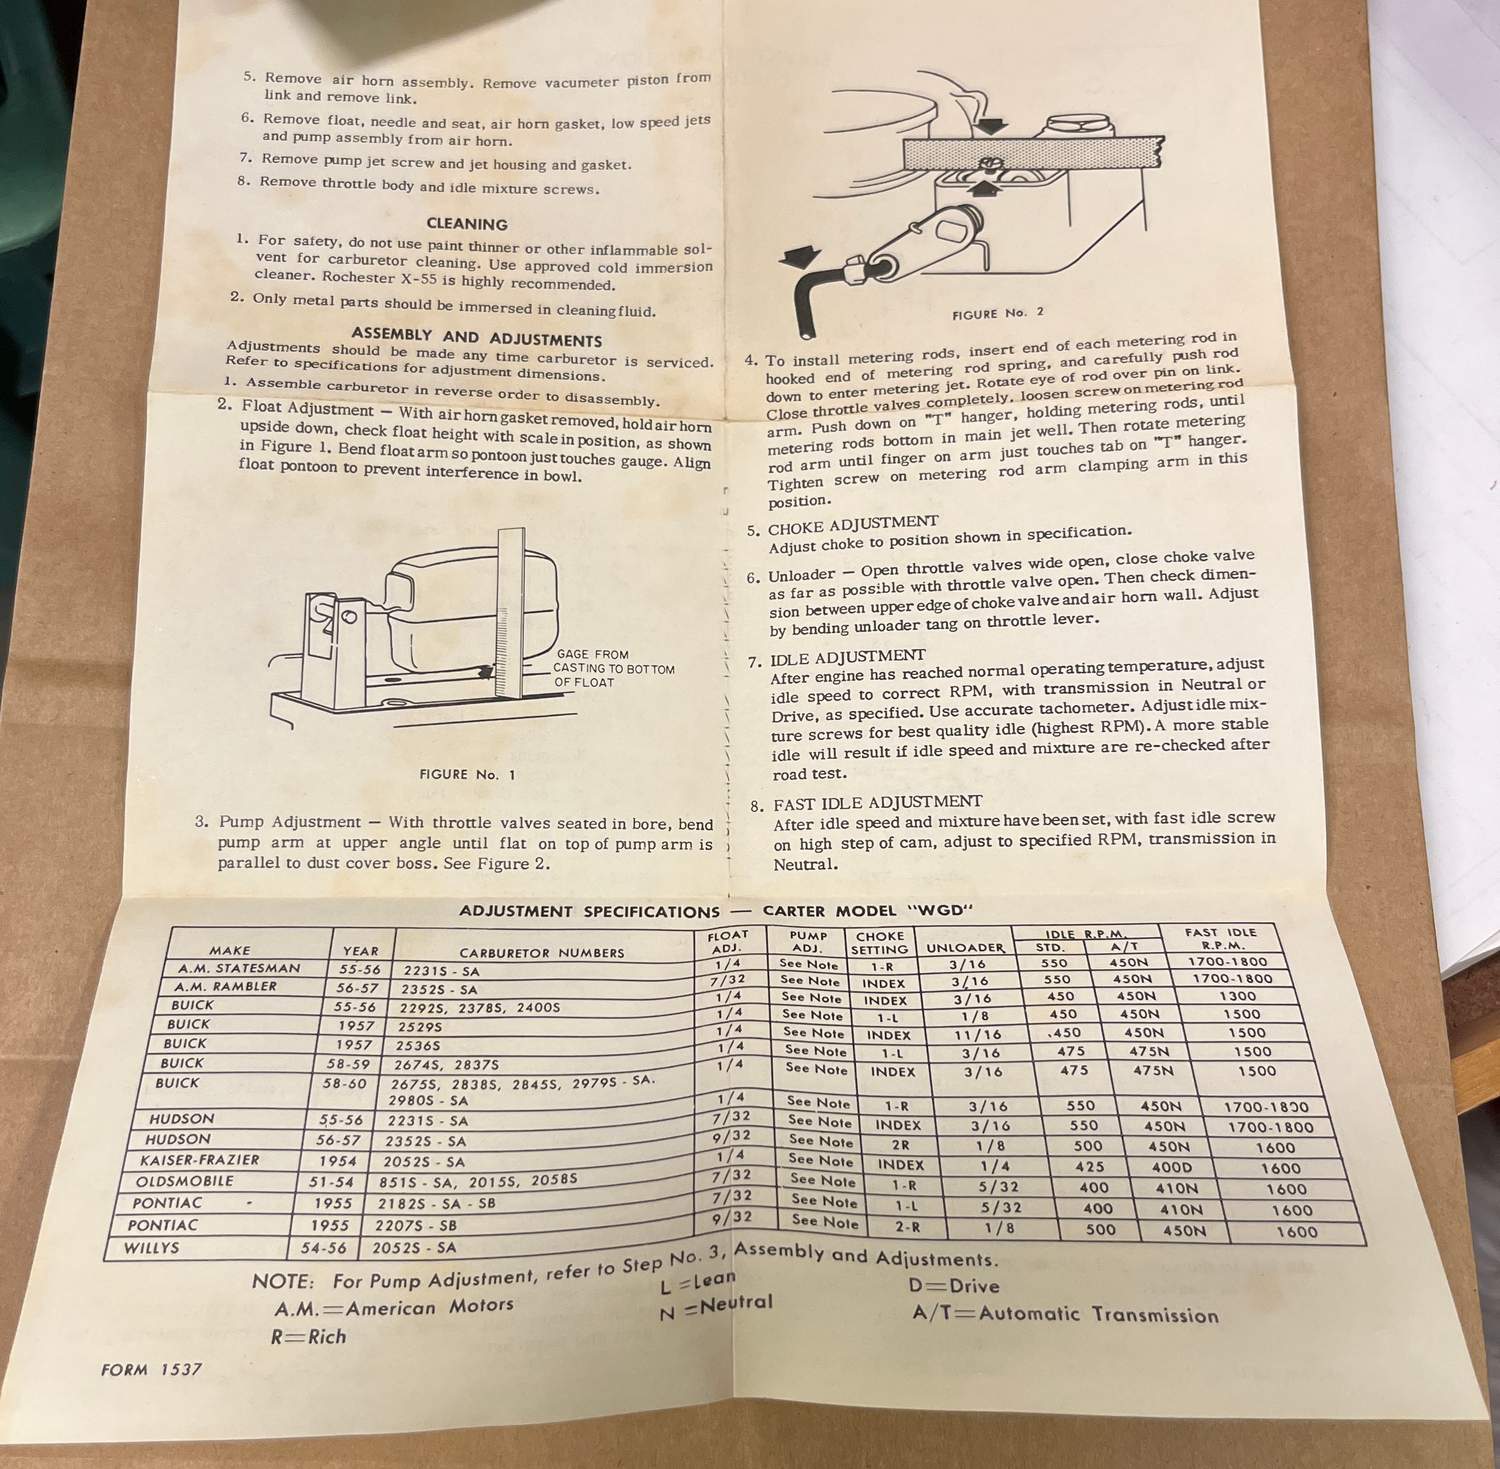 5. Remove air horn assembly. Remove vacumeter piston from
link and remove link.
6. Remove float, needle and seat, air horn gasket, low speed jets
and pump assembly from air horn.
7. Remove pump jet screw and jet housing and gasket.
8. Remove throttle body and idle mixture screws.
CLEANING
1. For safety, do not use paint thinner or other inflammable sol-
vent for carburetor cleaning. Use approved cold immersion
cleaner. Rochester X-55 is highly recommended.
2. Only metal parts should be immersed in cleaning fluid.
ASSEMBLY AND ADJUSTMENTS
Adjustments should be made any time carburetor is serviced.
Refer to specifications for adjustment dimensions.
1. Assemble carburetor in reverse order to disassembly.
2. Float Adjustment — With air horn gasket removed, hold air horn
upside down, check float height with scale in position, as shown
in Figure 1. Bend float arm so pontoon just touches gauge. Align
float pontoon to prevent interference in bowl.
GAGE FROM
CASTING TO BOTTOM
OF FLOAT
FIGURE No. 1
3. Pump Adjustment — With throttle valves seated in bore, bend
pump arm at upper angle until flat on top of pump arm is
parallel to dust cover boss. See Figure 2.
FIGURE No. 2
4. To install metering rods, insert end of each metering rod in
hooked end of metering rod spring, and carefully push rod
down to enter metering jet. Rotate eye of rod over pin on link.
Close throttle valves completely, loosen screw on metering rod
arm. Push down on "T" hanger, holding metering rods, until
metering rods bottom in main jet well. Then rotate metering
rod arm until finger on arm just touches tab on "T" hanger.
Tighten screw on metering rod arm clamping arm in this
position.
5. CHOKE ADJUSTMENT
Adjust choke to position shown in specification.
6. Unloader — Open throttle valves wide open, close choke valve
as far as possible with throttle valve open. Then check dimen-
sion between upper edge of choke valve and air horn wall. Adjust
by bending unloader tang on throttle lever.
7. IDLE ADJUSTMENT
After engine has reached normal operating temperature, adjust
idle speed to correct RPM, with transmission in Neutral or
Drive, as specified. Use accurate tachometer. Adjust idle mix-
ture screws for best quality idle (highest RPM). A more stable
idle will result if idle speed and mixture are re-checked after
road test.
8. FAST IDLE ADJUSTMENT
After idle speed and mixture have been set, with fast idle screw
on high step of cam, adjust to specified RPM, transmission in
Neutral.
ADJUSTMENT SPECIFICATIONS — CARTER MODEL "WGD"
MAKE YEAR CARBURETOR NUMBERS FLOAT ADJ. PUMP ADJ. CHOKE SETTING UNLOADER IDLE R.P.M. STD. A/T FAST IDLE R.P.M.
A.M. STATESMAN 55-56 2231S - SA 1/4 See Note 1-R 3/16 550 450N 1700-1800
A.M. RAMBLER 56-57 2352S - SA 7/32 See Note INDEX 3/16 550 450N 1700-1800
BUICK 55-56 2292S, 2378S, 2400S 1/4 See Note INDEX 3/16 450 450N 1300
BUICK 1957 2529S 1/4 See Note 1-L 1/8 450 450N 1500
BUICK 1957 2536S 1/4 See Note INDEX 11/16 450 450N 1500
BUICK 58-59 2674S, 2837S 1/4 See Note 1-L 3/16 475 475N 1500
BUICK 58-60 2675S, 2838S, 2845S, 2979S - SA. 1/4 See Note INDEX 3/16 475 475N 1500
2980S - SA
HUDSON 55-56 2231S - SA 1/4 See Note 1-R 3/16 550 450N 1700-1800
HUDSON 56-57 2352S - SA 7/32 See Note INDEX 3/16 550 450N 1700-1800
KAISER-FRAZIER 1954 2052S - SA 9/32 See Note 2R 1/8 500 450N 1600
OLDSMOBILE 51-54 851S - SA, 2015S, 2058S 1/4 See Note INDEX 1/4 425 400D 1600
PONTIAC - 1955 2182S - SA - SB 7/32 See Note 1-R 5/32 400 410N 1600
PONTIAC 1955 2207S - SB 7/32 See Note 1-L 5/32 400 410N 1600
WILLYS 54-56 2052S - SA 9/32 See Note 2-R 1/8 500 450N 1600
NOTE: For Pump Adjustment, refer to Step No. 3, Assembly and Adjustments.
A.M.=American Motors L=Lean D=Drive
R=Rich N=Neutral A/T=Automatic Transmission
FORM 1537